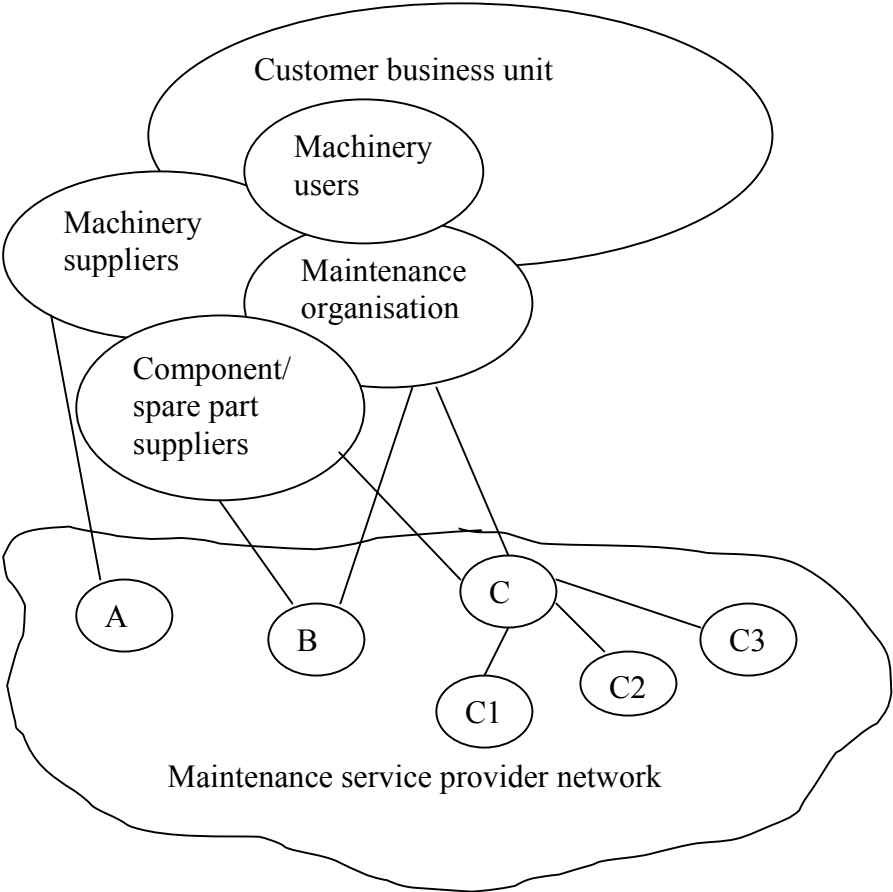 Customer business unit
Machinery
users
Machinery
suppliers
Maintenance
organisation
Component/
spare part
suppliers
A
B
C
C1
C2
C3
Maintenance service provider network